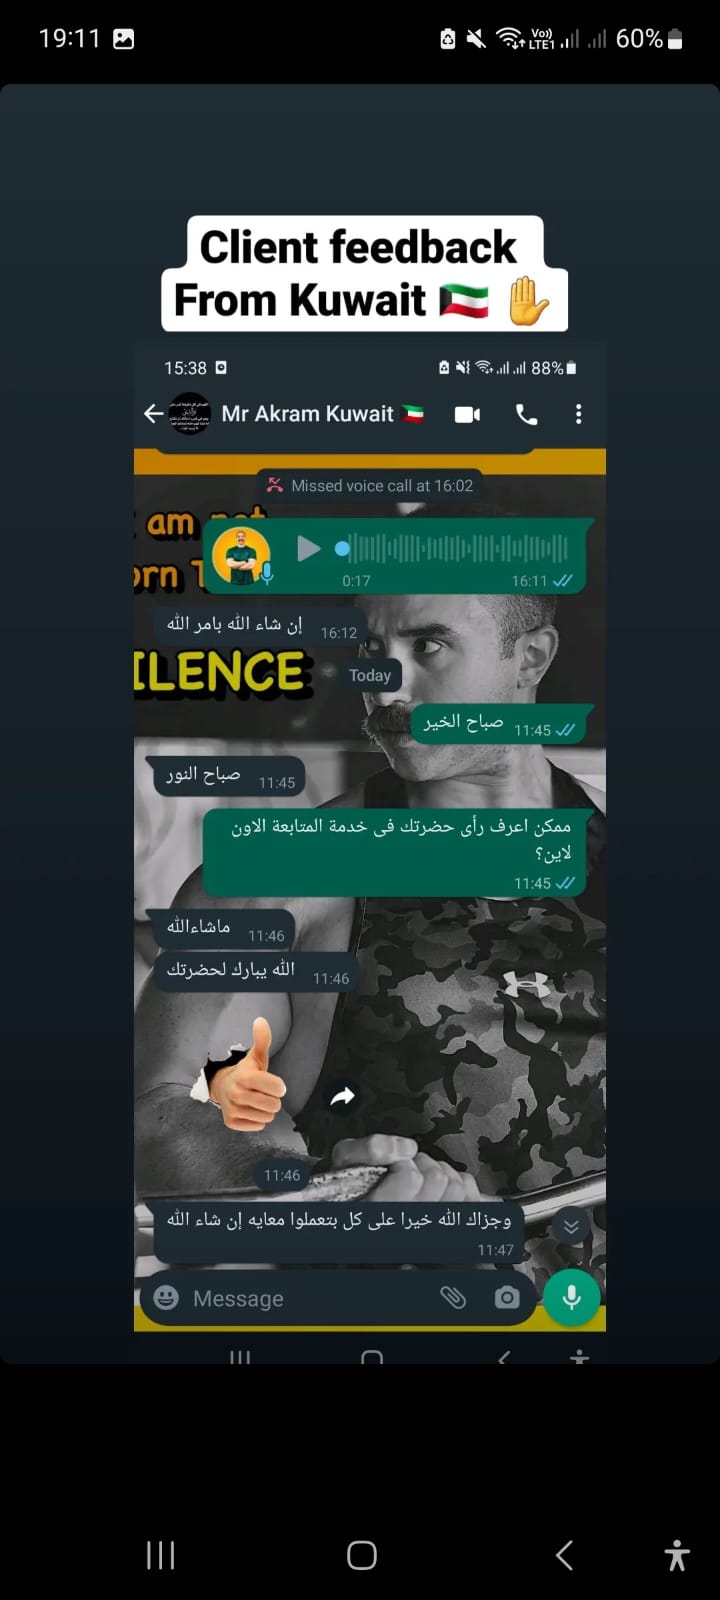 19:11
Vo)) LTE1 60%
Client feedback
From Kuwait 🇰🇼 ✋
15:38 88%
Mr Akram Kuwait 🇰🇼
Missed voice call at 16:02
am not
orn T
ILENCE
0:17 16:11
إن شاء الله بامر الله 16:12
Today
صباح الخير 11:45
صباح النور 11:45
ممكن اعرف رأى حضرتك فى خدمة المتابعة الاون
لاين؟
11:45
ماشاءالله 11:46
الله يبارك لحضرتك 11:46
11:46
وجزاك الله خيرا على كل بتعملوا معايه إن شاء الله
11:47
Message